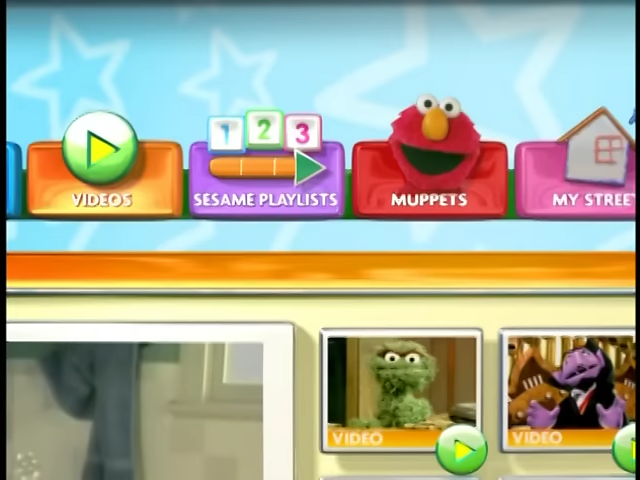 1 2 3
VIDEOS
SESAME PLAYLISTS
MUPPETS
MY STREE
VIDEO
VIDEO